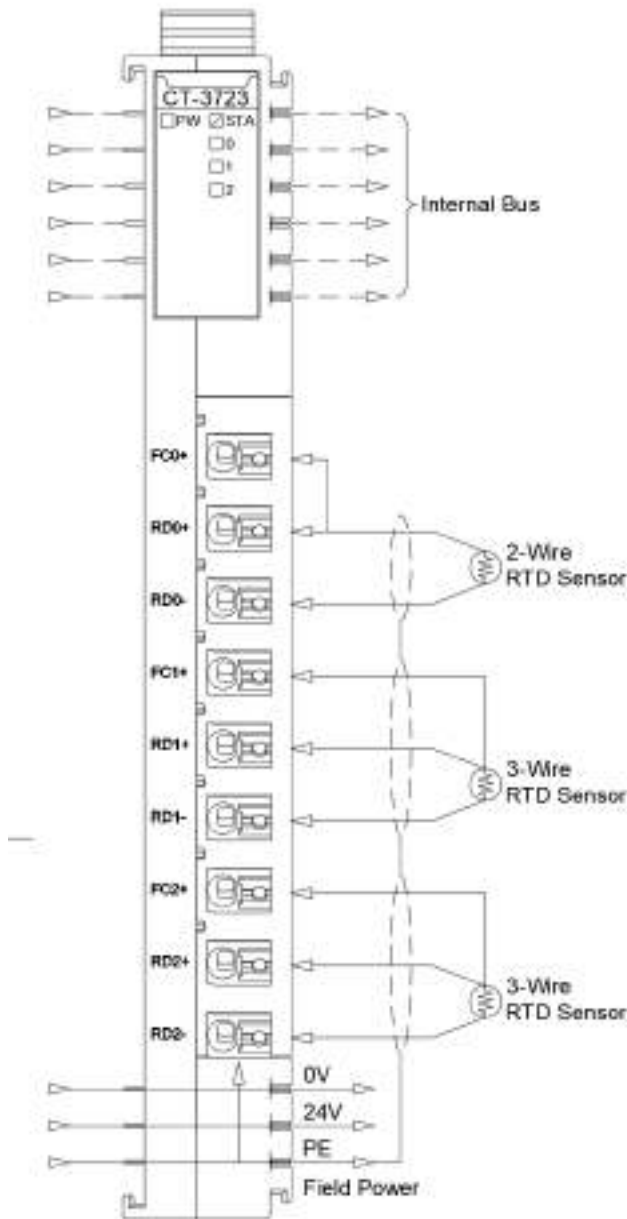 CT-3723
PW STA
0
1
2
Internal Bus
FC0+
RD0+
RD0-
2-Wire
RTD Sensor
FC1+
RD1+
RD1-
3-Wire
RTD Sensor
FC2+
RD2+
RD2-
3-Wire
RTD Sensor
0V
24V
PE
Field Power